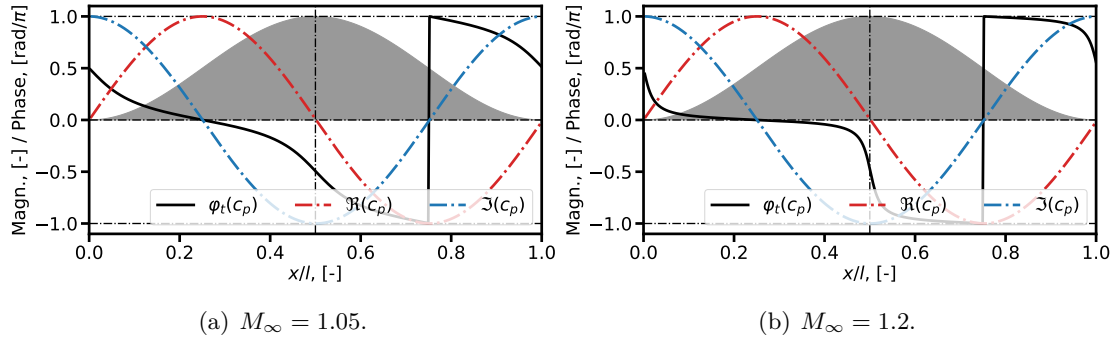 Magn., [-] / Phase, [rad/π]
1.0
0.5
0.0
−0.5
−1.0
φt(cp) ℜ(cp) ℑ(cp)
0.0 0.2 0.4 0.6 0.8 1.0
x/l, [-]
(a) M∞ = 1.05.
Magn., [-] / Phase, [rad/π]
1.0
0.5
0.0
−0.5
−1.0
φt(cp) ℜ(cp) ℑ(cp)
0.0 0.2 0.4 0.6 0.8 1.0
x/l, [-]
(b) M∞ = 1.2.